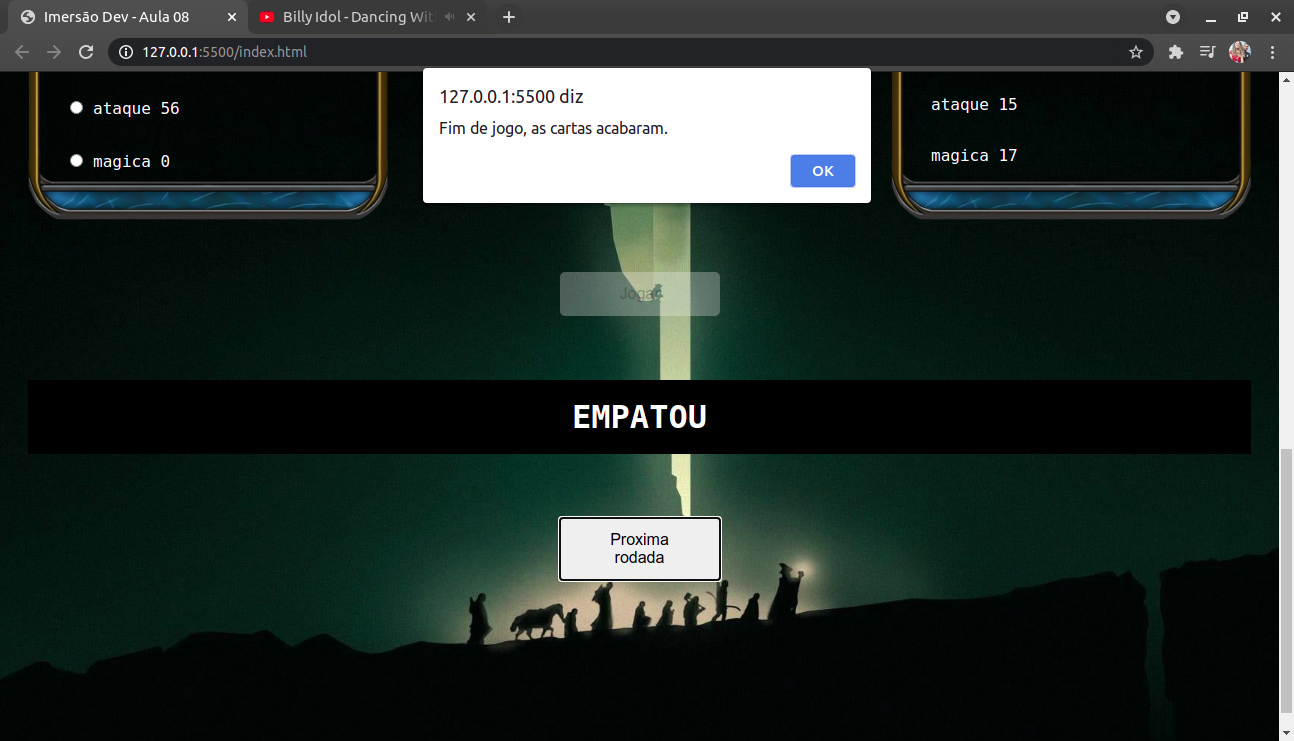 Imersão Dev - Aula 08
Billy Idol - Dancing Wit
127.0.0.1:5500/index.html
127.0.0.1:5500 diz
Fim de jogo, as cartas acabaram.
OK
ataque 56
magica 0
ataque 15
magica 17
Jogar
EMPATOU
Proxima
rodada